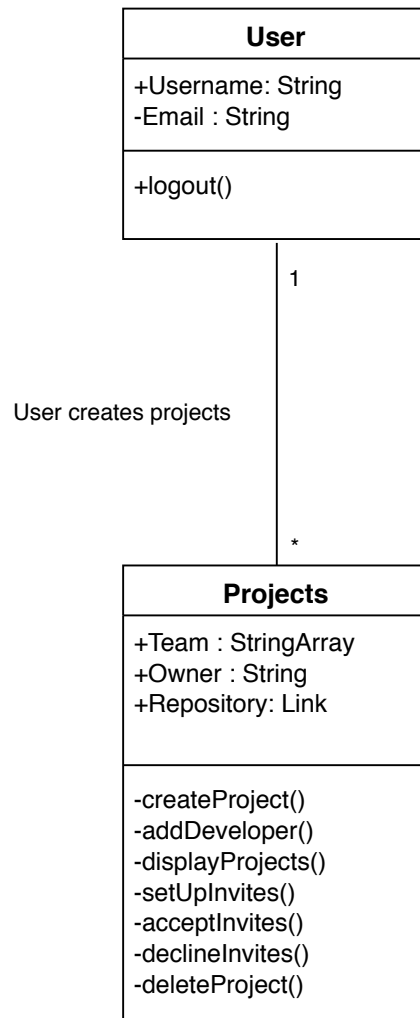 User
+Username: String
-Email : String
+logout()
1
User creates projects
*
Projects
+Team : StringArray
+Owner : String
+Repository: Link
-createProject()
-addDeveloper()
-displayProjects()
-setUpInvites()
-acceptInvites()
-declineInvites()
-deleteProject()